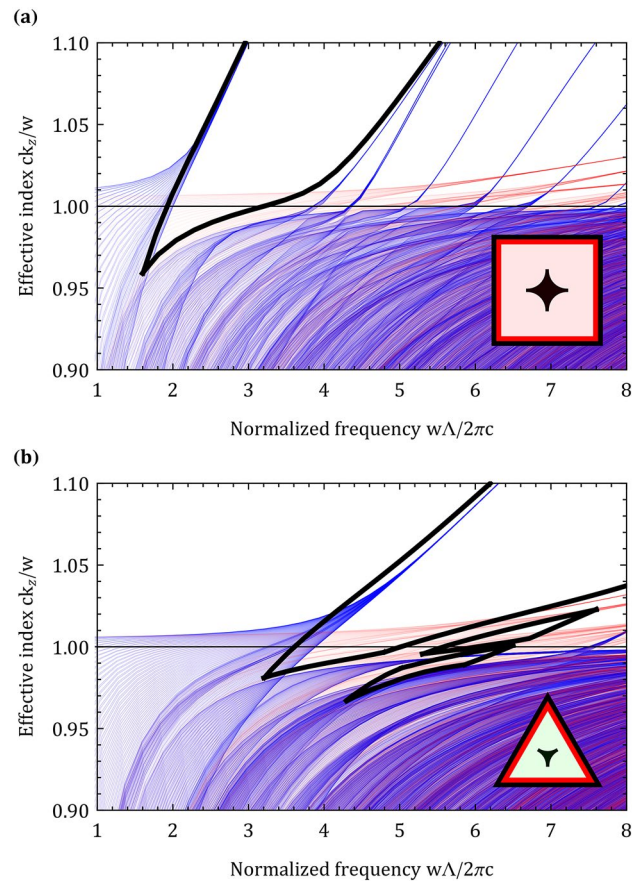 (a)
1.10
1.05
1.00
0.95
0.90
Effective index ck_z/w
1 2 3 4 5 6 7 8
Normalized frequency wΛ/2πc
(b)
1.10
1.05
1.00
0.95
0.90
Effective index ck_z/w
1 2 3 4 5 6 7 8
Normalized frequency wΛ/2πc